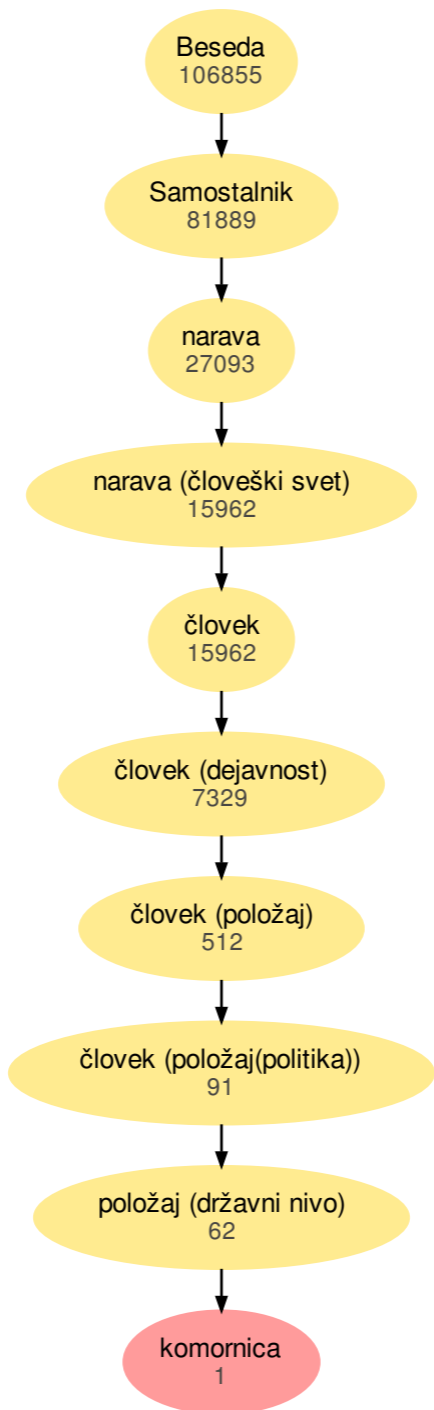 Beseda
106855
Samostalnik
81889
narava
27093
narava (človeški svet)
15962
človek
15962
človek (dejavnost)
7329
človek (položaj)
512
človek (položaj(politika))
91
položaj (državni nivo)
62
komornica
1